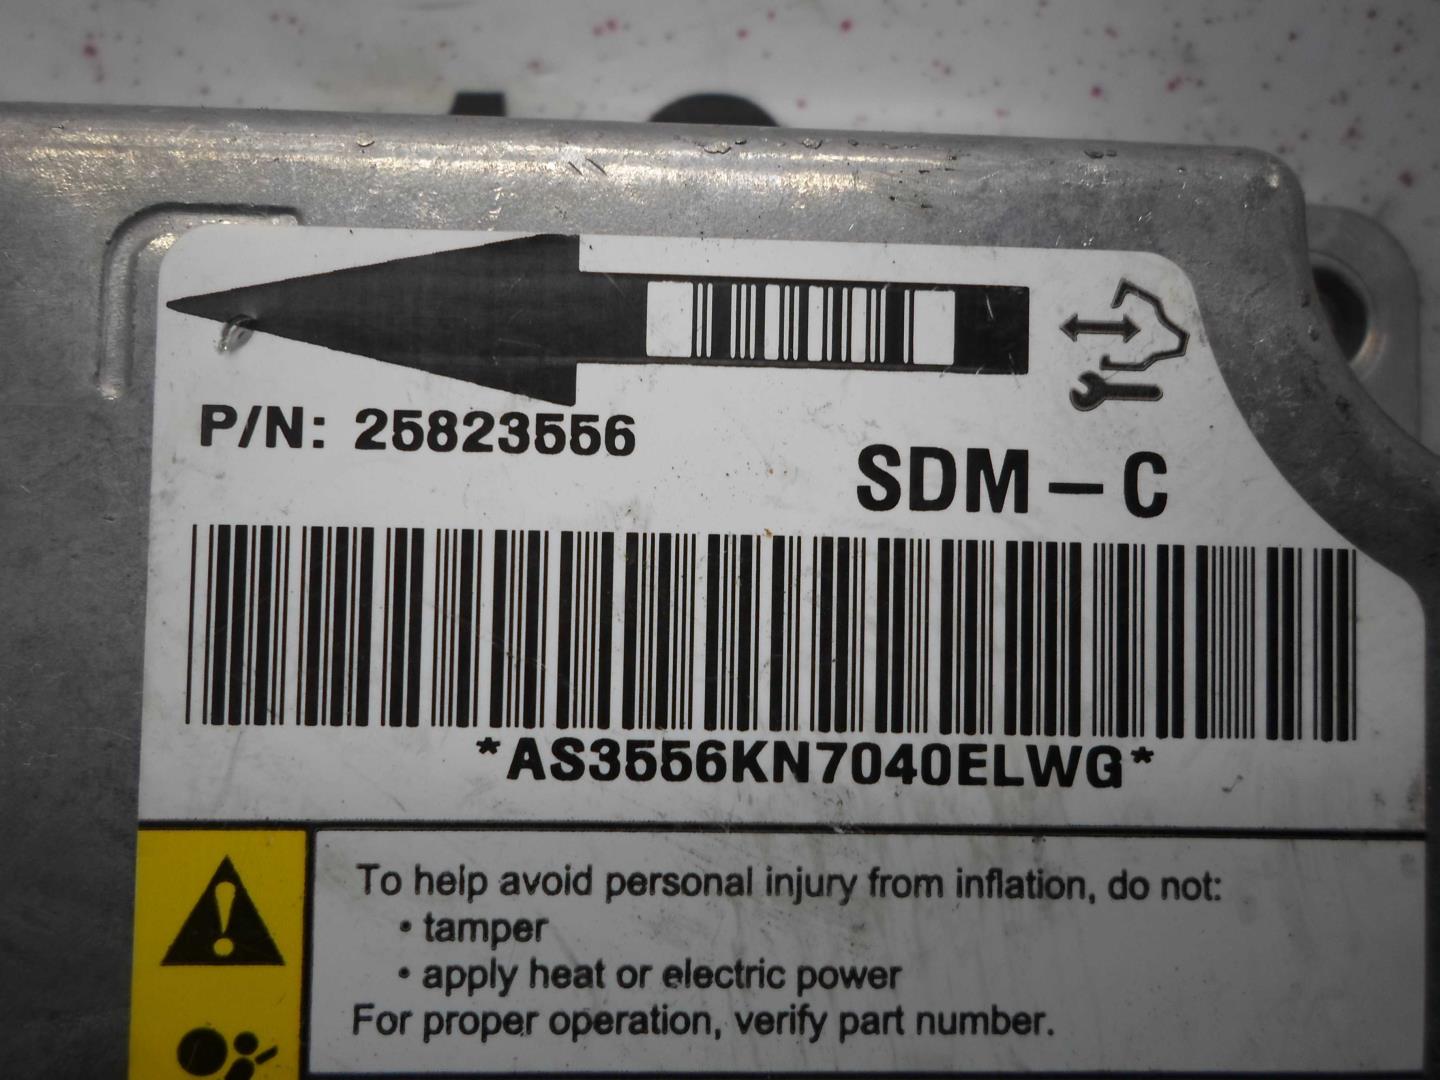 P/N: 25823556
SDM – C
*AS3556KN7040ELWG*
To help avoid personal injury from inflation, do not:
• tamper
• apply heat or electric power
For proper operation, verify part number.